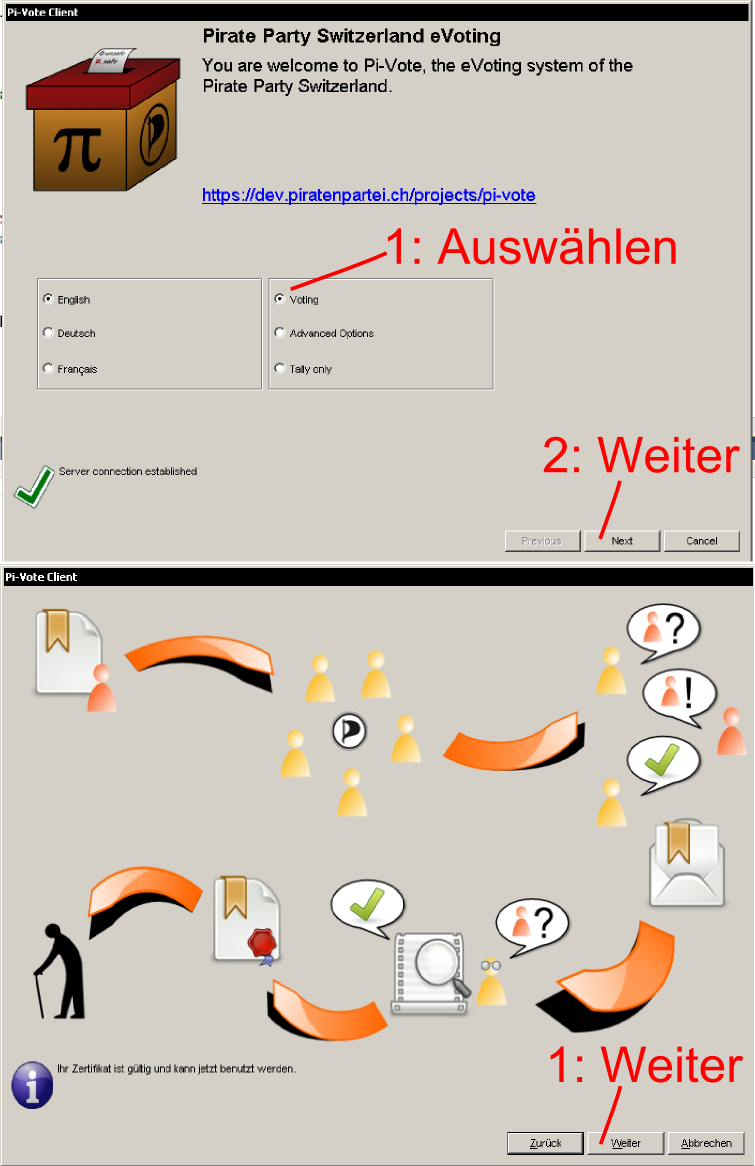 Pi-Vote Client
Pirate Party Switzerland eVoting
You are welcome to Pi-Vote, the eVoting system of the
Pirate Party Switzerland.
safe
π
https://dev.piratenpartei.ch/projects/pi-vote
1: Auswählen
English
Voting
Deutsch
Advanced Options
Français
Tally only
2: Weiter
Server connection established
Previous
Next
Cancel
Pi-Vote Client
?
!
?
1: Weiter
Ihr Zertifikat ist gültig und kann jetzt benutzt werden.
Zurück
Weiter
Abbrechen